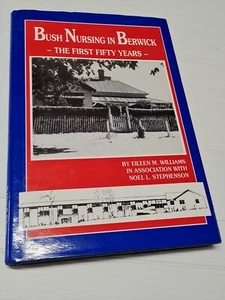 BUSH NURSING IN BERWICK
~ THE FIRST FIFTY YEARS ~
BY EILEEN M. WILLIAMS
IN ASSOCIATION WITH
NOEL L. STEPHENSON